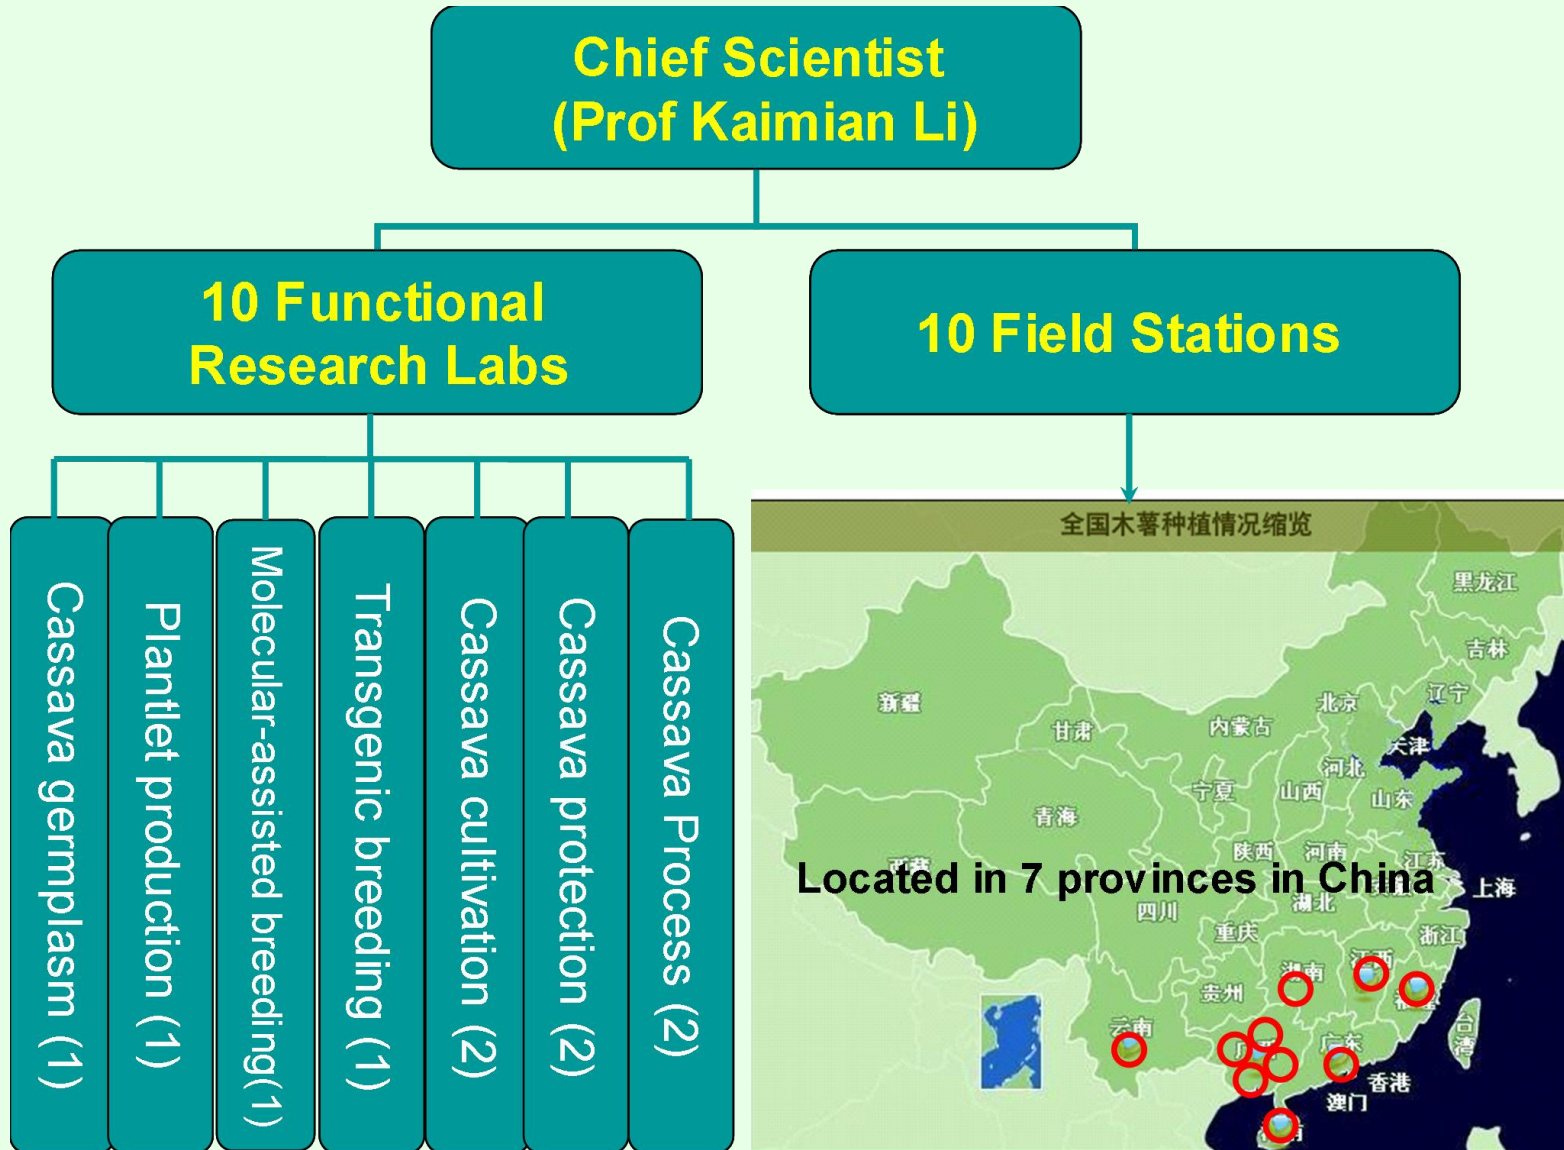 Chief Scientist
(Prof Kaimian Li)
10 Functional
Research Labs
10 Field Stations
Cassava germplasm (1)
Plantlet production (1)
Molecular-assisted breeding(1)
Transgenic breeding (1)
Cassava cultivation (2)
Cassava protection (2)
Cassava Process (2)
全国木薯种植情况缩览
黑龙江
吉林
辽宁
新疆
北京
内蒙古
甘肃
天津
河北
宁夏
山西
山东
青海
陕西
河南
江苏
Located in 7 provinces in China
上海
四川
湖北
重庆
浙江
湖南
江西
贵州
云南
广东
台湾
香港
澳门